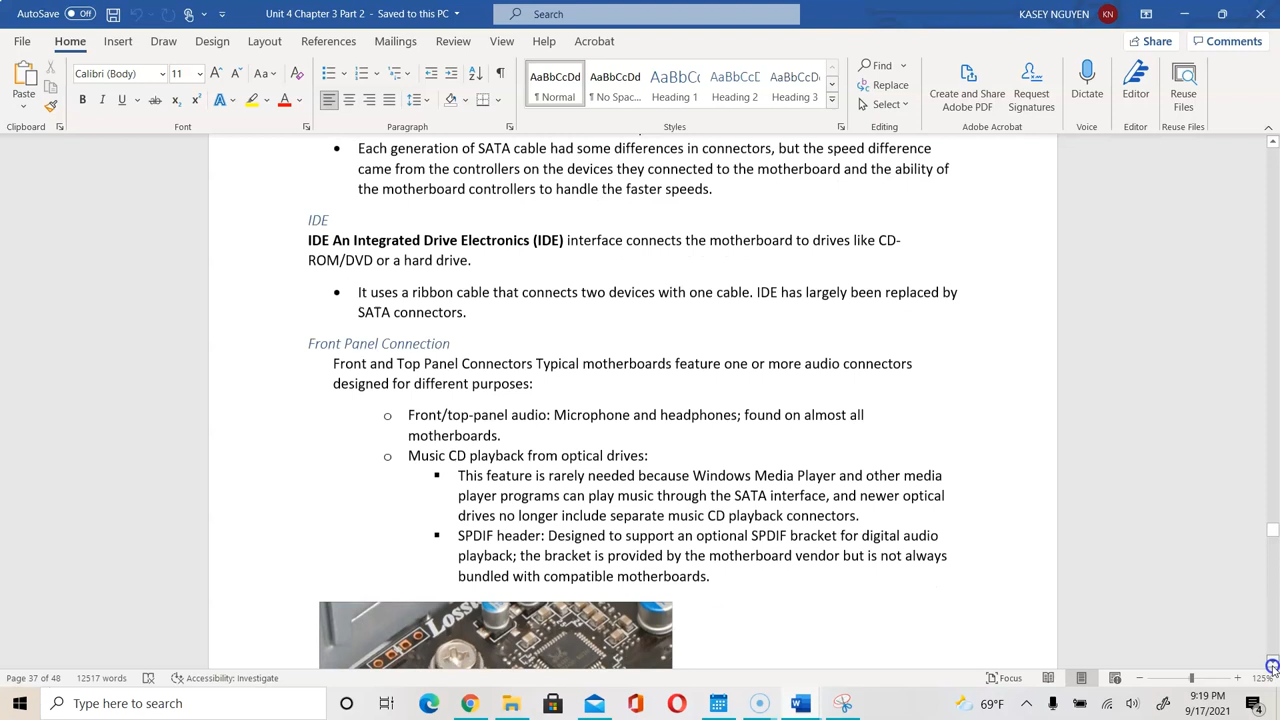 AutoSave Off Unit 4 Chapter 3 Part 2 Search KASEY NGUYEN KN
File Home Insert Draw Design Layout References Mailings Review View Help Acrobat Share Comments
Paste Calibri (Body) 11 AaBbCcDd AaBbCcDd AaBbCc AaBbCcE AaBbCcDd Find Replace Select
¶ Normal ¶ No Spac... Heading 1 Heading 2 Heading 3 Create and Share Adobe PDF Request Signatures Dictate Editor Reuse Files
Clipboard Font Paragraph Styles Editing Adobe Acrobat Voice Editor Reuse Files
• Each generation of SATA cable had some differences in connectors, but the speed difference
came from the controllers on the devices they connected to the motherboard and the ability of
the motherboard controllers to handle the faster speeds.
IDE
IDE An Integrated Drive Electronics (IDE) interface connects the motherboard to drives like CD-
ROM/DVD or a hard drive.
• It uses a ribbon cable that connects two devices with one cable. IDE has largely been replaced by
SATA connectors.
Front Panel Connection
Front and Top Panel Connectors Typical motherboards feature one or more audio connectors
designed for different purposes:
o Front/top-panel audio: Microphone and headphones; found on almost all
motherboards.
o Music CD playback from optical drives:
▪ This feature is rarely needed because Windows Media Player and other media
player programs can play music through the SATA interface, and newer optical
drives no longer include separate music CD playback connectors.
▪ SPDIF header: Designed to support an optional SPDIF bracket for digital audio
playback; the bracket is provided by the motherboard vendor but is not always
bundled with compatible motherboards.
Page 37 of 48 12517 words Accessibility: Investigate Focus 125%
Type here to search 69°F 9:19 PM
9/17/2021 4